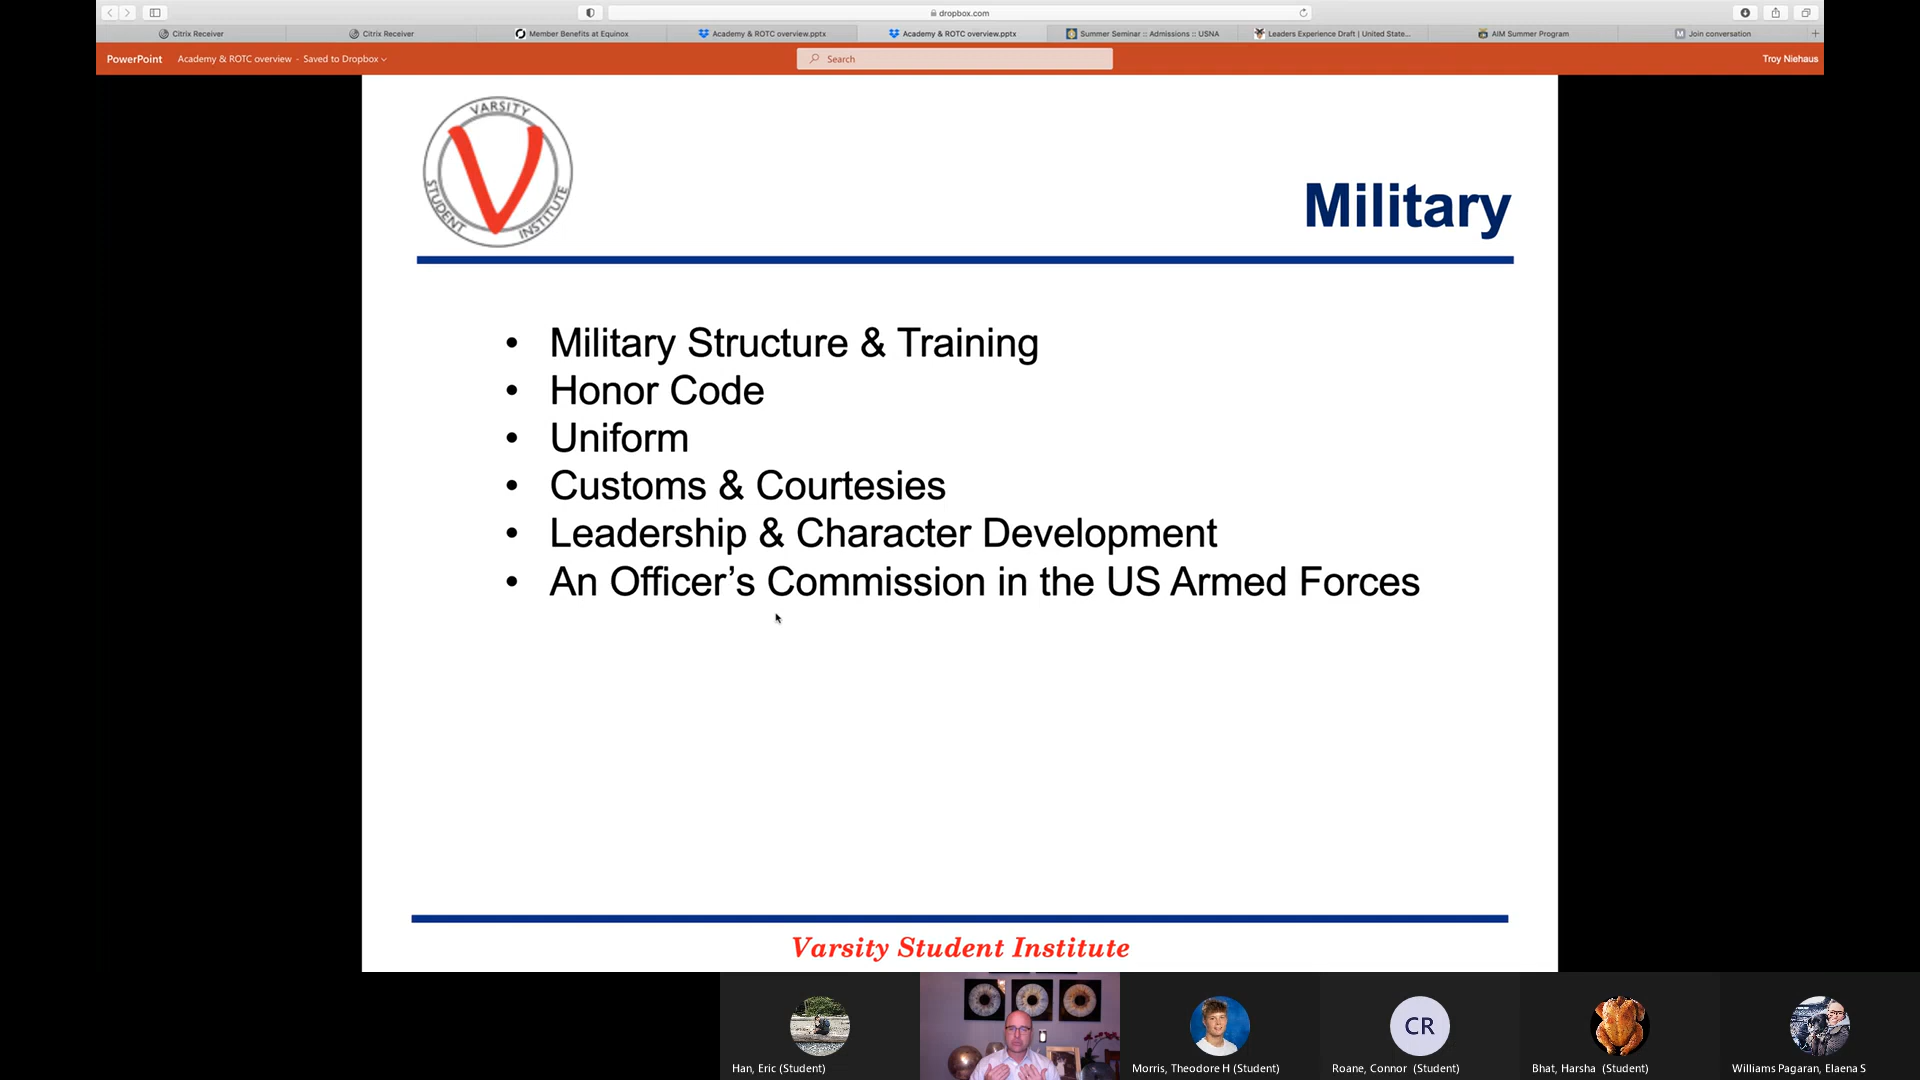 dropbox.com
Citrix Receiver
Citrix Receiver
Member Benefits at Equinox
Academy & ROTC overview.pptx
Academy & ROTC overview.pptx
Summer Seminar :: Admissions :: USNA
Leaders Experience Draft | United State...
AIM Summer Program
M Join conversation
PowerPoint Academy & ROTC overview - Saved to Dropbox
Search
Troy Niehaus
VARSITY
STUDENT
INSTITUTE
V
Military
• Military Structure & Training
• Honor Code
• Uniform
• Customs & Courtesies
• Leadership & Character Development
• An Officer’s Commission in the US Armed Forces
Varsity Student Institute
CR
Han, Eric (Student)
Morris, Theodore H (Student)
Roane, Connor (Student)
Bhat, Harsha (Student)
Williams Pagaran, Elaena S